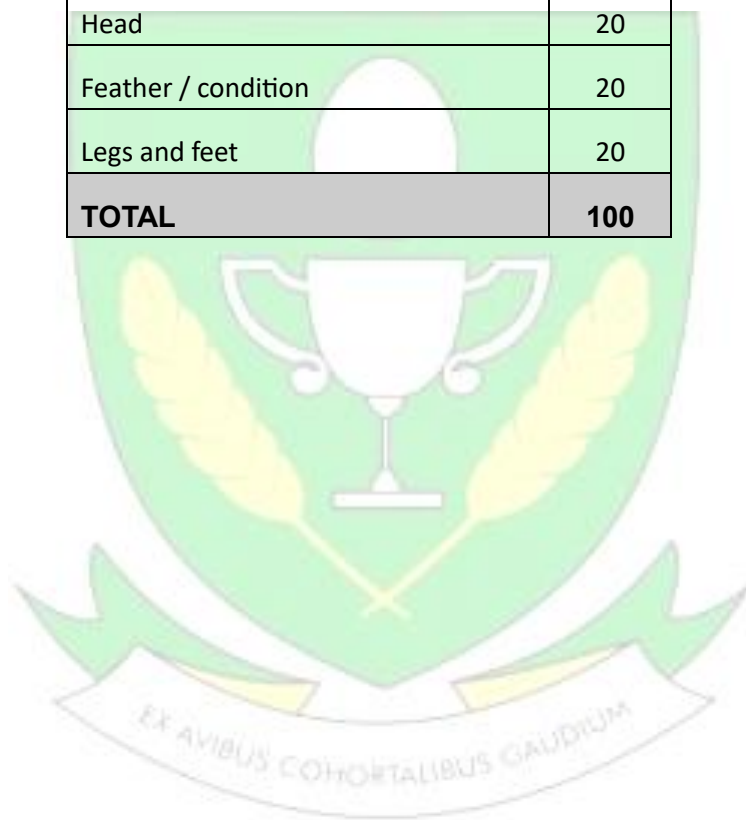 Head 20
Feather / condition 20
Legs and feet 20
TOTAL 100
EX AVIBUS COHORTALIBUS GAUDIUM